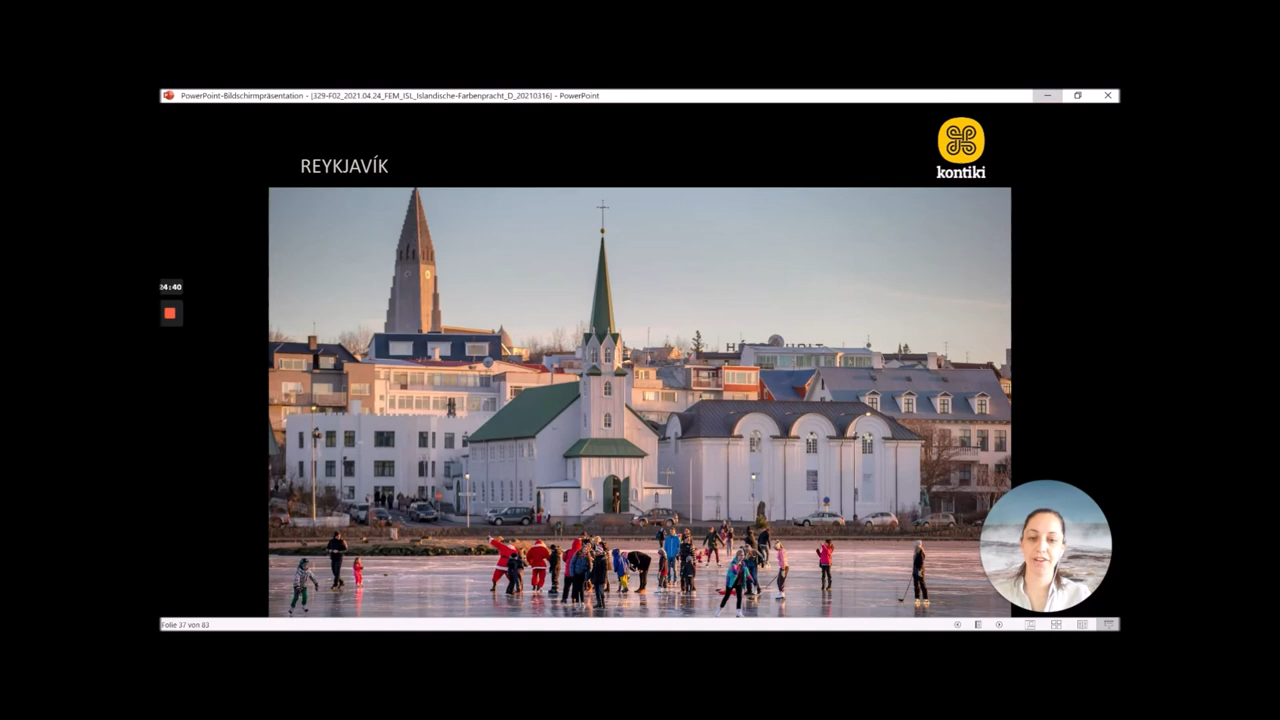 PowerPoint-Bildschirmpräsentation - [329-F02_2021.04.24_FEM_ISL_Islandische-Farbenpracht_D_20210316] - PowerPoint
REYKJAVÍK
kontiki
24:40
Folie 37 von 83